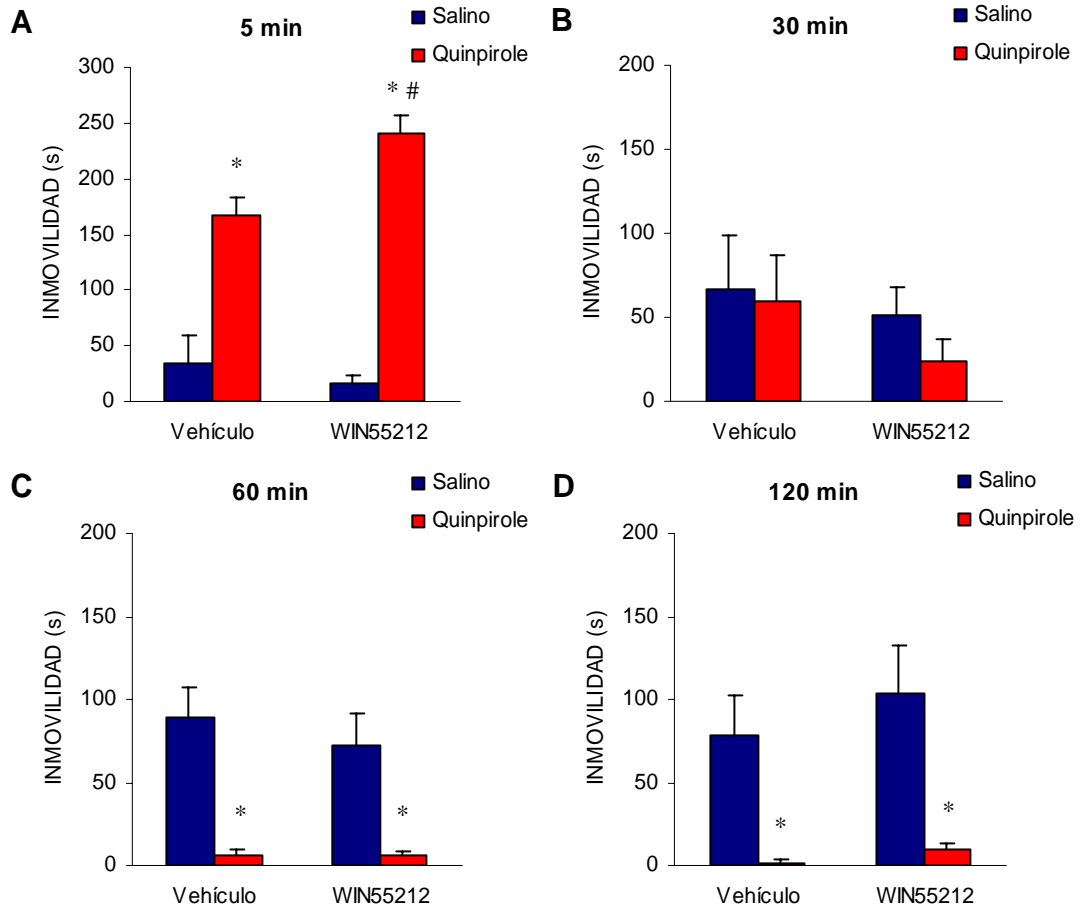 A
5 min
Salino
Quinpirole
INMOVILIDAD (s)
300
250
200
150
100
50
0
*
* #
Vehículo
WIN55212
B
30 min
Salino
Quinpirole
INMOVILIDAD (s)
200
150
100
50
0
Vehículo
WIN55212
C
60 min
Salino
Quinpirole
INMOVILIDAD (s)
200
150
100
50
0
*
*
Vehículo
WIN55212
D
120 min
Salino
Quinpirole
INMOVILIDAD (s)
200
150
100
50
0
*
*
Vehículo
WIN55212